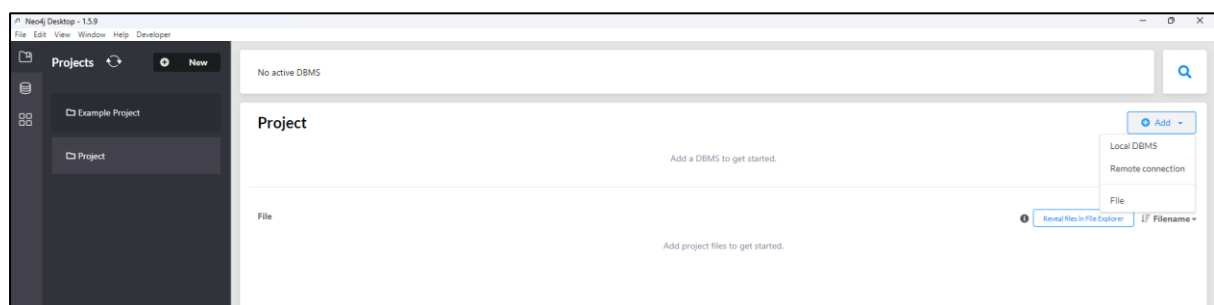 Neo4j Desktop - 1.5.9
File Edit View Window Help Developer
Projects
New
Example Project
Project
No active DBMS
Project
Add
Local DBMS
Remote connection
File
Add a DBMS to get started.
File
Reveal files in File Explorer
Filename
Add project files to get started.